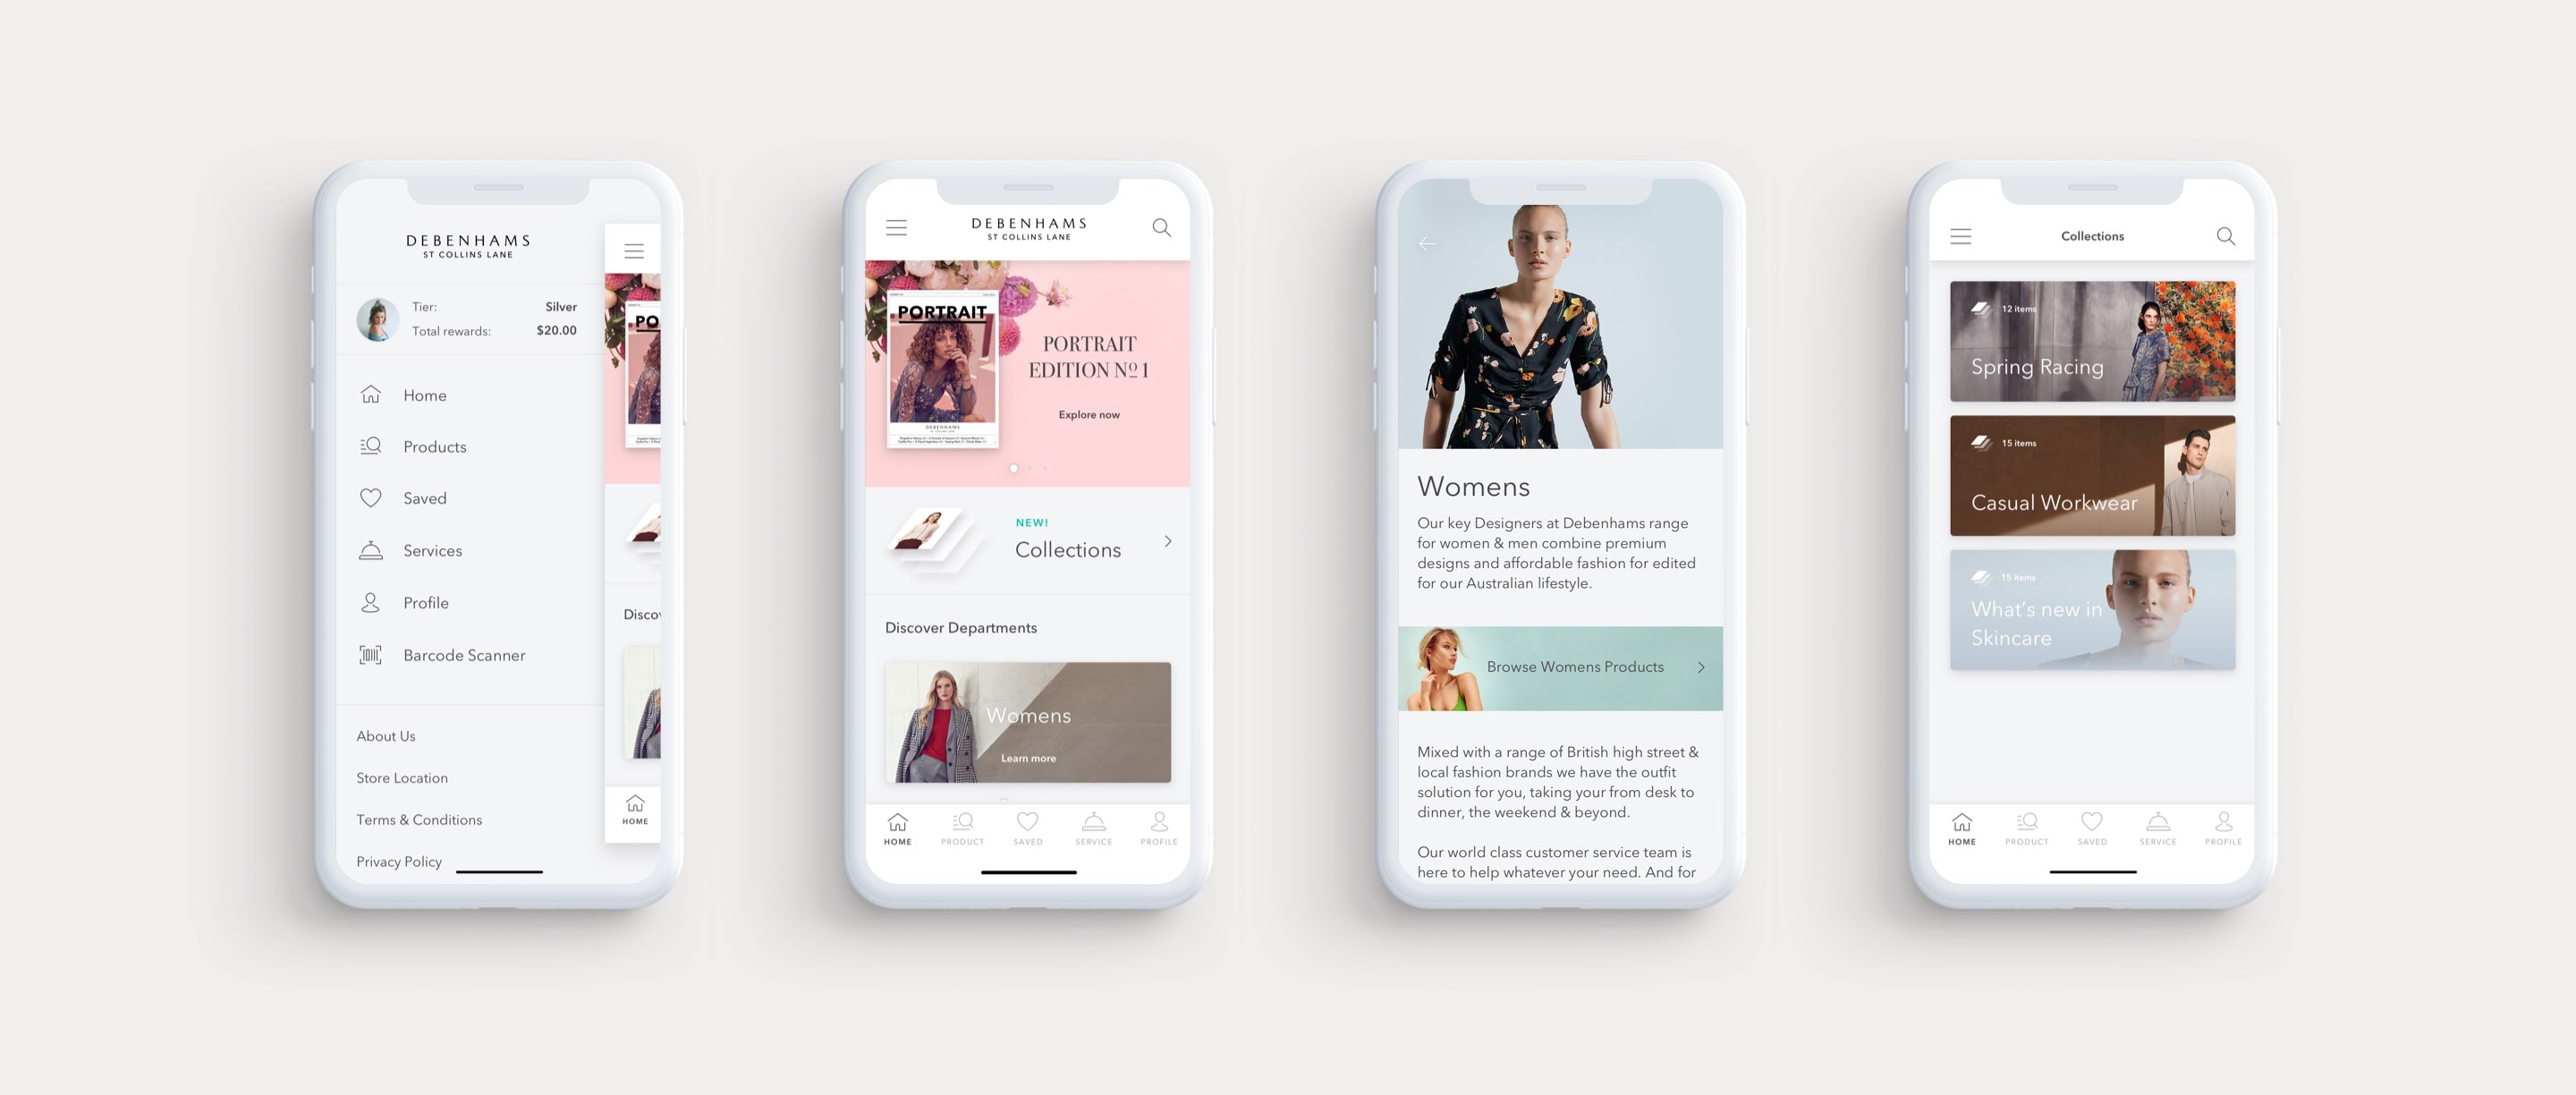 DEBENHAMS
ST COLLINS LANE
Tier:
Silver
Total rewards:
$20.00
Home
Products
Saved
Services
Profile
Barcode Scanner
About Us
Store Location
Terms & Conditions
Privacy Policy
PO
Disco
HOME
DEBENHAMS
ST COLLINS LANE
PORTRAIT
DEBENHAMS
PORTRAIT
EDITION Nº1
Explore now
NEW!
Collections
Discover Departments
Womens
Learn more
HOME
PRODUCT
SAVED
SERVICE
PROFILE
Womens
Our key Designers at Debenhams range
for women & men combine premium
designs and affordable fashion for edited
for our Australian lifestyle.
Browse Womens Products
Mixed with a range of British high street &
local fashion brands we have the outfit
solution for you, taking your from desk to
dinner, the weekend & beyond.
Our world class customer service team is
here to help whatever your need. And for
Collections
12 items
Spring Racing
15 items
Casual Workwear
15 items
What's new in
Skincare
HOME
PRODUCT
SAVED
SERVICE
PROFILE